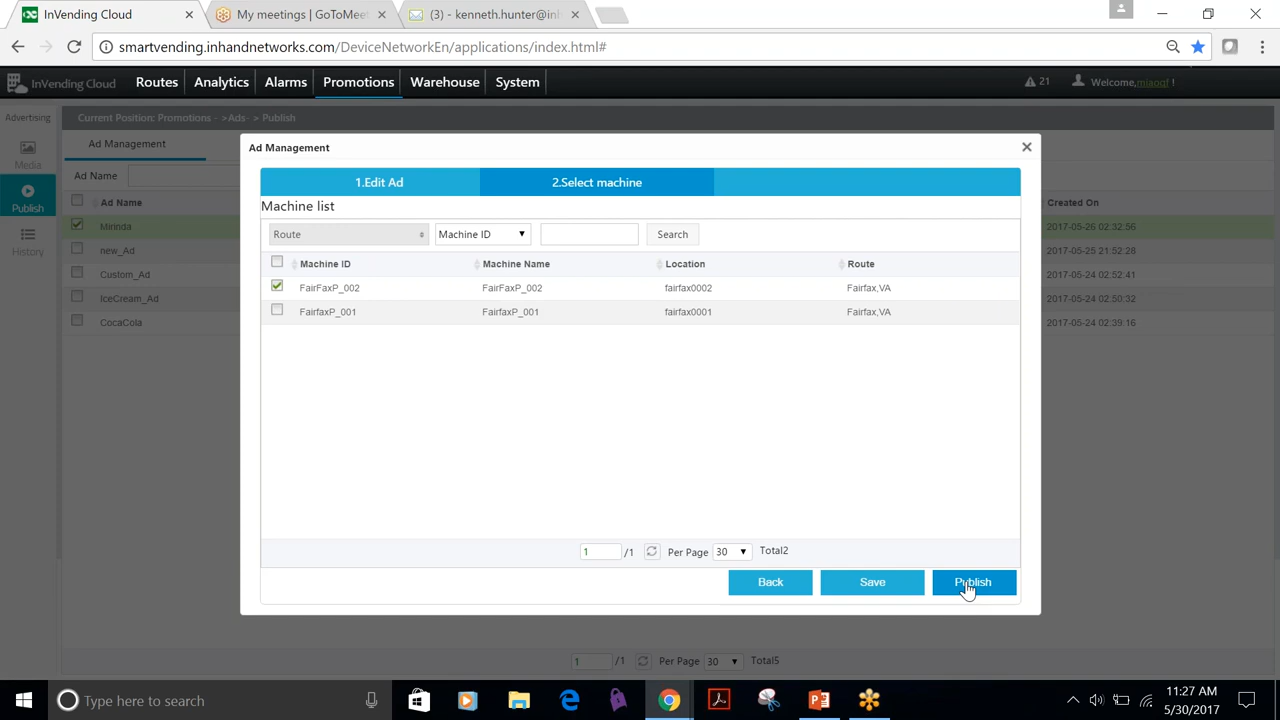 InVending Cloud
My meetings | GoToMeet
(3) - kenneth.hunter@in
smartvending.inhandnetworks.com/DeviceNetworkEn/applications/index.html#
InVending Cloud Routes Analytics Alarms Promotions Warehouse System 21 Welcome,miaoqf !
Advertising
Media
Publish
History
Current Position: Promotions - >Ads- > Publish
Ad Management
Ad Name
Ad Name Created On
Mirinda 2017-05-26 02:32:56
new_Ad 2017-05-25 21:52:28
Custom_Ad 2017-05-24 02:52:41
IceCream_Ad 2017-05-24 02:50:32
CocaCola 2017-05-24 02:39:16
Ad Management
1.Edit Ad 2.Select machine
Machine list
Route Machine ID Search
Machine ID Machine Name Location Route
FairFaxP_002 FairFaxP_002 fairfax0002 Fairfax,VA
FairfaxP_001 FairfaxP_001 fairfax0001 Fairfax,VA
1 /1 Per Page 30 Total2
Back Save Publish
1 /1 Per Page 30 Total5
Type here to search
11:27 AM
5/30/2017